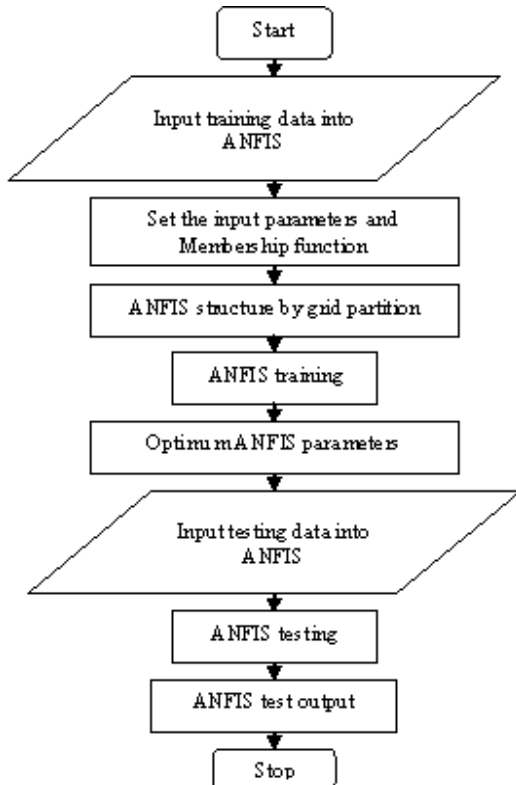 Start
Input training data into
ANFIS
Set the input parameters and
Membership function
ANFIS structure by grid partition
ANFIS training
Optimum ANFIS parameters
Input testing data into
ANFIS
ANFIS testing
ANFIS test output
Stop